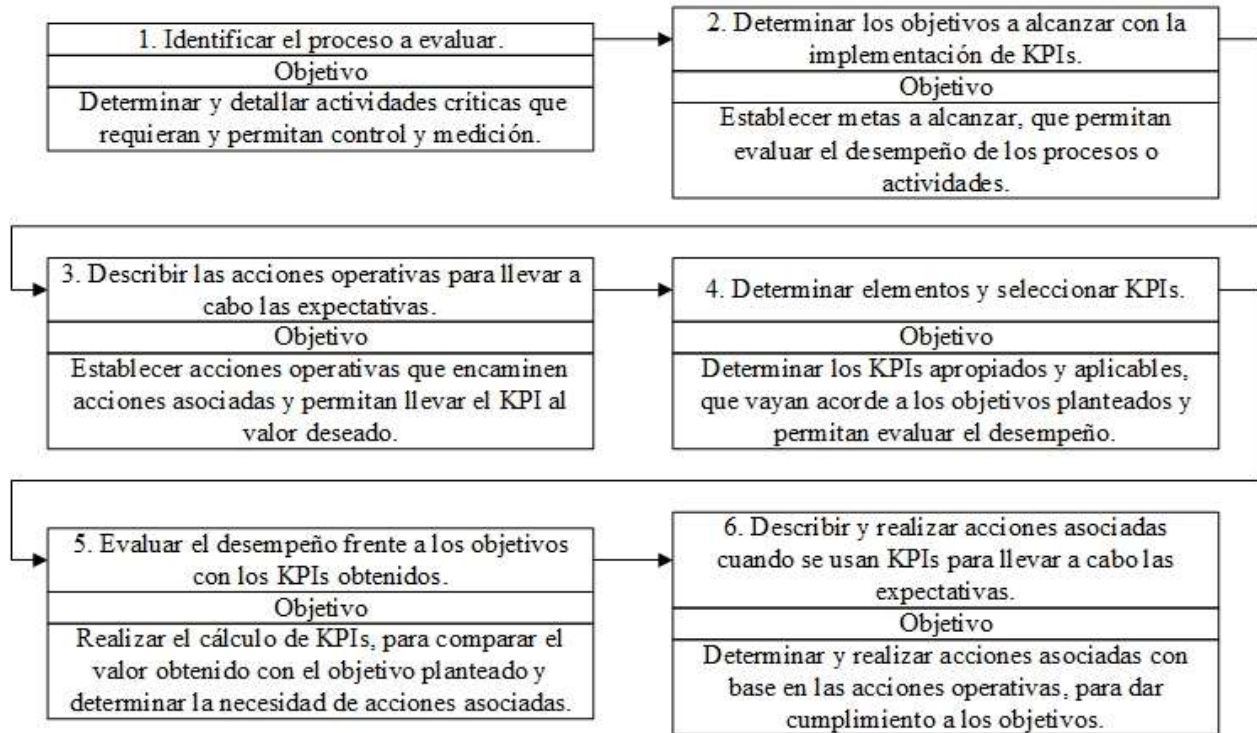 1. Identificar el proceso a evaluar.
Objetivo
Determinar y detallar actividades críticas que
requieran y permitan control y medición.
2. Determinar los objetivos a alcanzar con la
implementación de KPIs.
Objetivo
Establecer metas a alcanzar, que permitan
evaluar el desempeño de los procesos o
actividades.
3. Describir las acciones operativas para llevar a
cabo las expectativas.
Objetivo
Establecer acciones operativas que encaminen
acciones asociadas y permitan llevar el KPI al
valor deseado.
4. Determinar elementos y seleccionar KPIs.
Objetivo
Determinar los KPIs apropiados y aplicables,
que vayan acorde a los objetivos planteados y
permitan evaluar el desempeño.
5. Evaluar el desempeño frente a los objetivos
con los KPIs obtenidos.
Objetivo
Realizar el cálculo de KPIs, para comparar el
valor obtenido con el objetivo planteado y
determinar la necesidad de acciones asociadas.
6. Describir y realizar acciones asociadas
cuando se usan KPIs para llevar a cabo las
expectativas.
Objetivo
Determinar y realizar acciones asociadas con
base en las acciones operativas, para dar
cumplimiento a los objetivos.